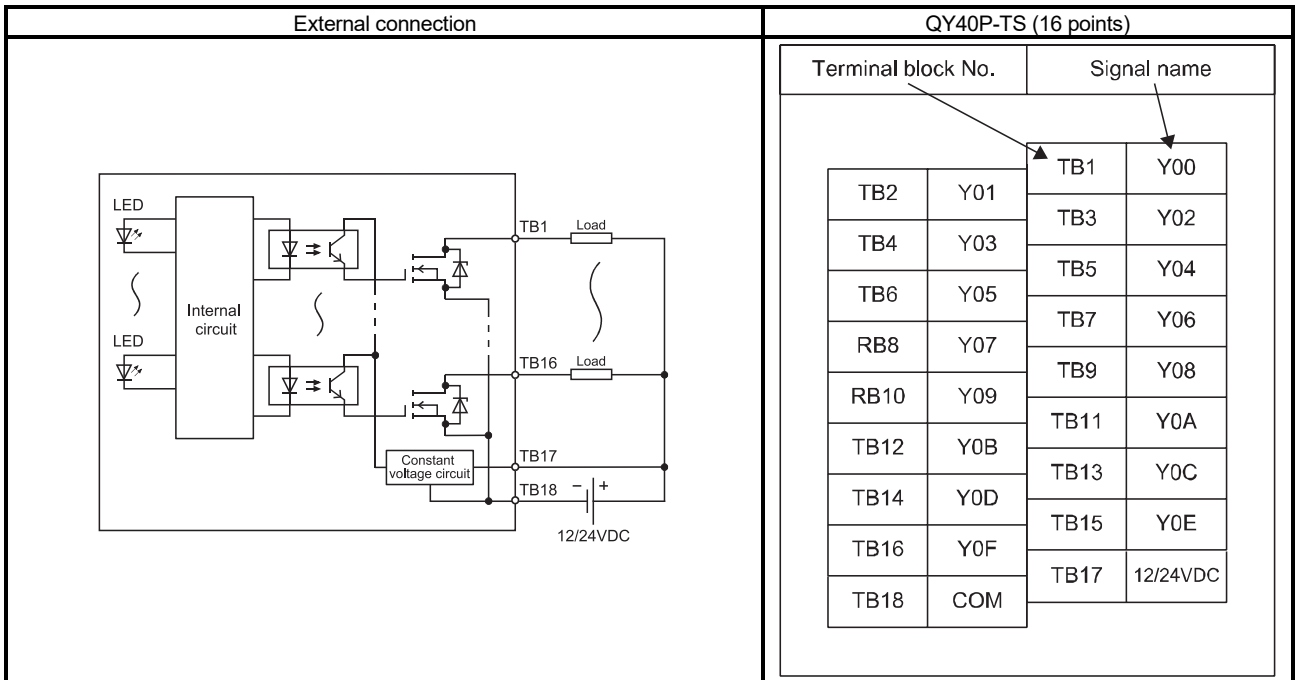 External connection
QY40P-TS (16 points)
Terminal block No.
Signal name
LED
LED
Internal
circuit
Constant
voltage circuit
TB1
Load
TB16
Load
TB17
TB18
- +
12/24VDC
TB2 Y01
TB4 Y03
TB6 Y05
RB8 Y07
RB10 Y09
TB12 Y0B
TB14 Y0D
TB16 Y0F
TB18 COM
TB1 Y00
TB3 Y02
TB5 Y04
TB7 Y06
TB9 Y08
TB11 Y0A
TB13 Y0C
TB15 Y0E
TB17 12/24VDC